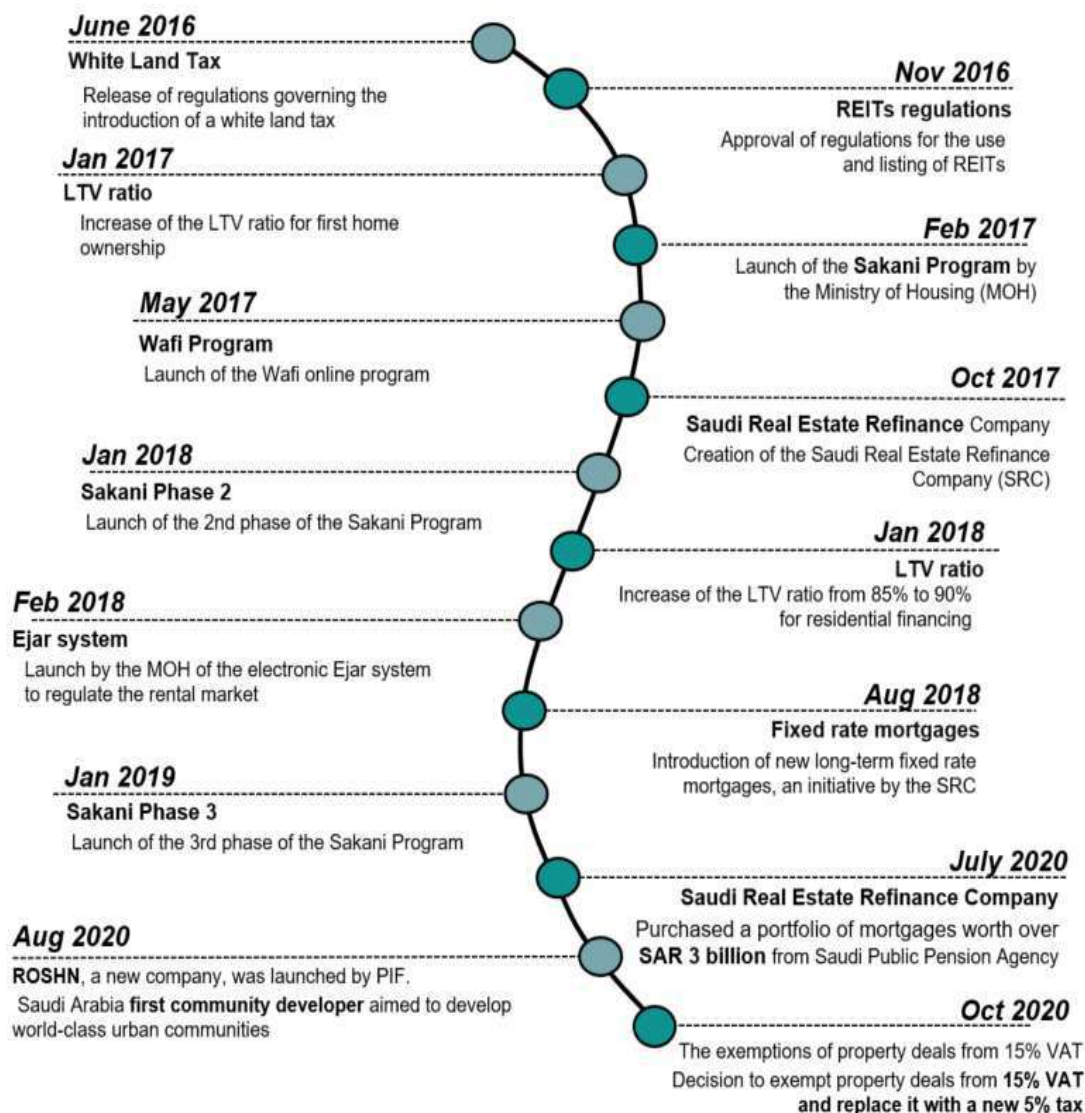 June 2016
White Land Tax
Release of regulations governing the
introduction of a white land tax
Nov 2016
REITs regulations
Approval of regulations for the use
and listing of REITs
Jan 2017
LTV ratio
Increase of the LTV ratio for first home
ownership
Feb 2017
Launch of the Sakani Program by
the Ministry of Housing (MOH)
May 2017
Wafi Program
Launch of the Wafi online program
Oct 2017
Saudi Real Estate Refinance Company
Creation of the Saudi Real Estate Refinance
Company (SRC)
Jan 2018
Sakani Phase 2
Launch of the 2nd phase of the Sakani Program
Jan 2018
LTV ratio
Increase of the LTV ratio from 85% to 90%
for residential financing
Feb 2018
Ejar system
Launch by the MOH of the electronic Ejar system
to regulate the rental market
Aug 2018
Fixed rate mortgages
Introduction of new long-term fixed rate
mortgages, an initiative by the SRC
Jan 2019
Sakani Phase 3
Launch of the 3rd phase of the Sakani Program
July 2020
Saudi Real Estate Refinance Company
Purchased a portfolio of mortgages worth over
SAR 3 billion from Saudi Public Pension Agency
Aug 2020
ROSHN, a new company, was launched by PIF.
Saudi Arabia first community developer aimed to develop
world-class urban communities
Oct 2020
The exemptions of property deals from 15% VAT
Decision to exempt property deals from 15% VAT
and replace it with a new 5% tax